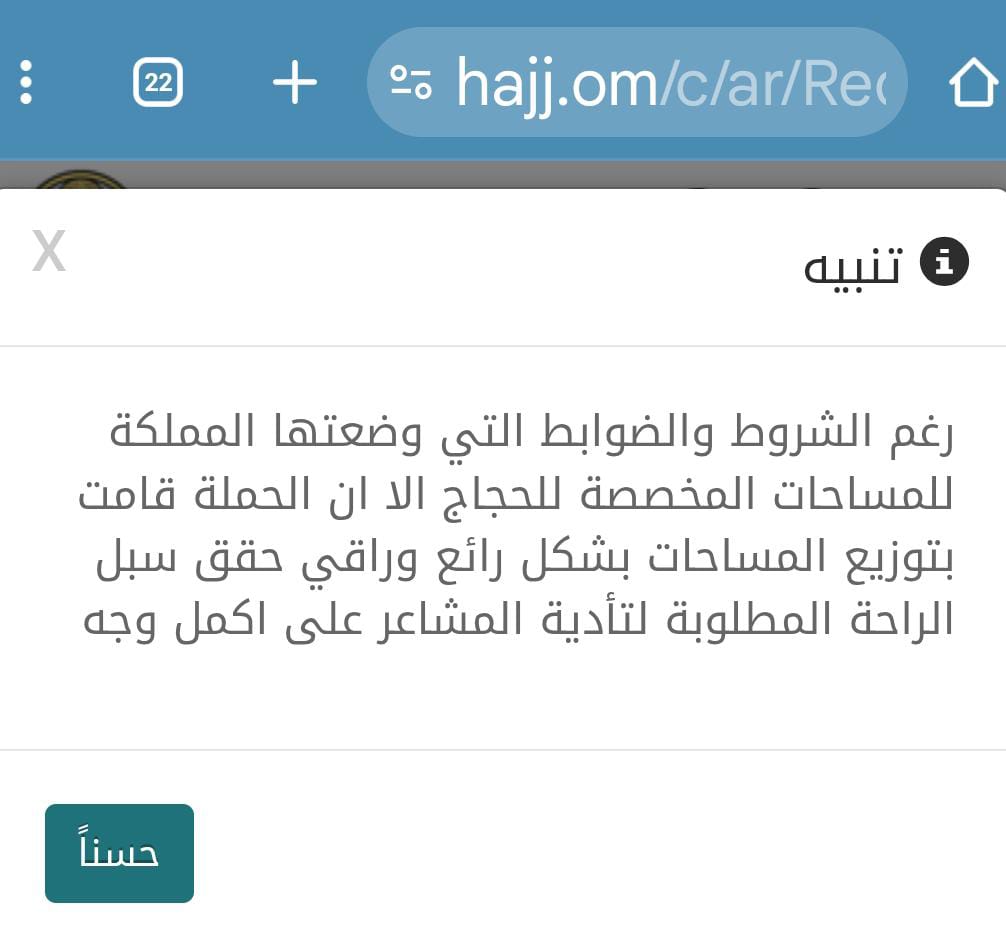 22
hajj.om/c/ar/Re
تنبيه
X
رغم الشروط والضوابط التي وضعتها المملكة
للمساحات المخصصة للحجاج الا ان الحملة قامت
بتوزيع المساحات بشكل رائع وراقي حقق سبل
الراحة المطلوبة لتأدية المشاعر على اكمل وجه
حسناً